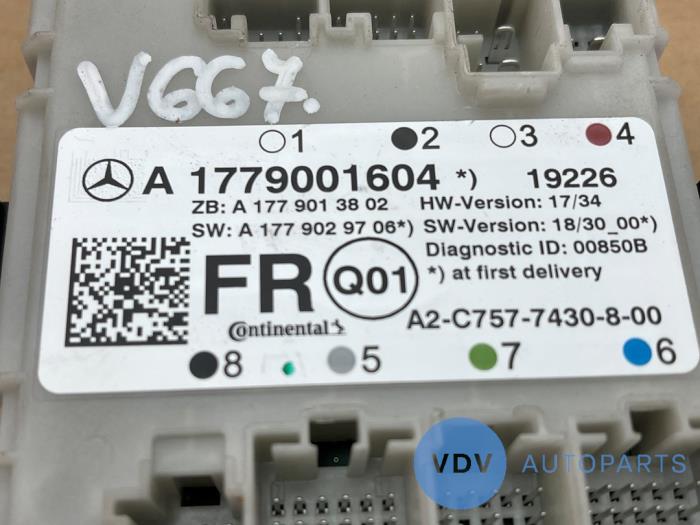 V667.
1 2 3 4
A 1779001604 *) 19226
ZB: A 177 901 38 02 HW-Version: 17/34
SW: A 177 902 97 06*) SW-Version: 18/30_00*)
Diagnostic ID: 00850B
FR Q01 *) at first delivery
Continental A2-C757-7430-8-00
8 5 7 6
VDV AUTOPARTS